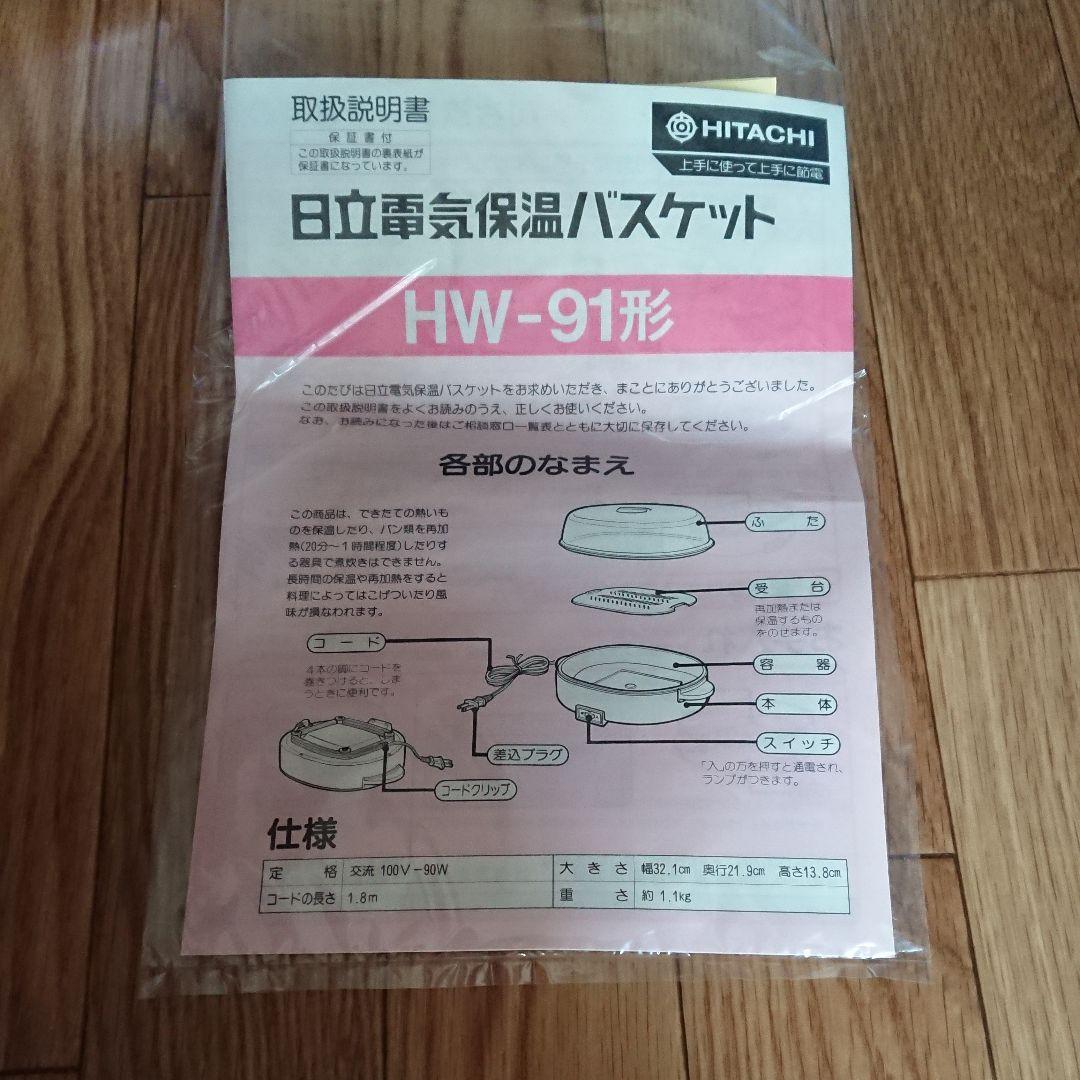 取扱説明書
保証書付
この取扱説明書の裏表紙が
保証書になっています。
HITACHI
上手に使って上手に節電
日立電気保温バスケット
HW-91形
このたびは日立電気保温バスケットをお求めいただき、まことにありがとうございました。
この取扱説明書をよくお読みのうえ、正しくお使いください。
なお、お読みになった後はご相談窓口一覧表とともに大切に保存してください。
各部のなまえ
この商品は、できたての熱いも
のを保温したり、パン類を再加
熱(20分〜1時間程度)したりす
る器具で煮炊きはできません。
長時間の保温や再加熱をすると
料理によってはこげついたり風
味が損なわれます。
ふた
受台
再加熱または
保温するもの
をのせます。
コード
4本の脚にコードを
巻きつけると、しま
うときに便利です。
容器
本体
スイッチ
「入」の方を押すと通電され、
ランプがつきます。
差込プラグ
コードクリップ
仕様
定格 交流 100V-90W 大きさ 幅32.1cm 奥行21.9cm 高さ13.8cm
コードの長さ 1.8m 重さ 約1.1kg